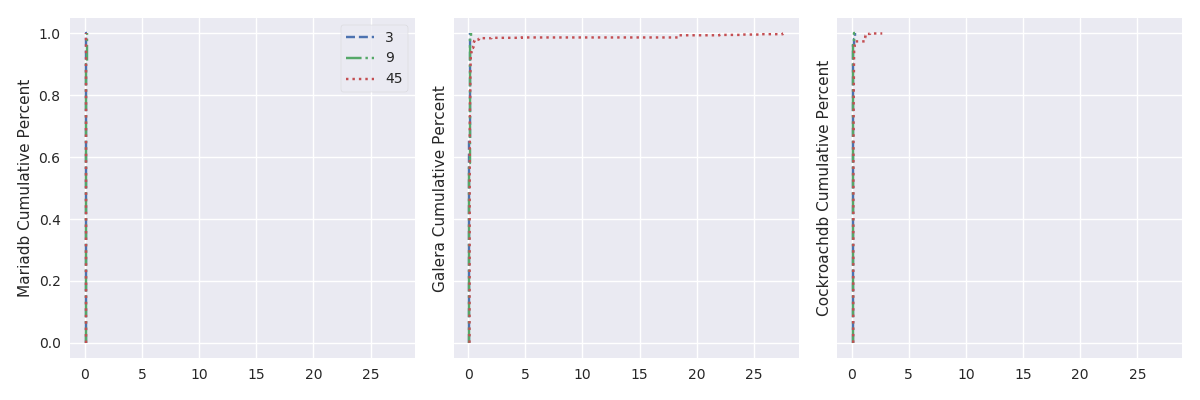 Mariadb Cumulative Percent
1.0
0.8
0.6
0.4
0.2
0.0
0 5 10 15 20 25
3
9
45
Galera Cumulative Percent
0 5 10 15 20 25
Cockroachdb Cumulative Percent
0 5 10 15 20 25